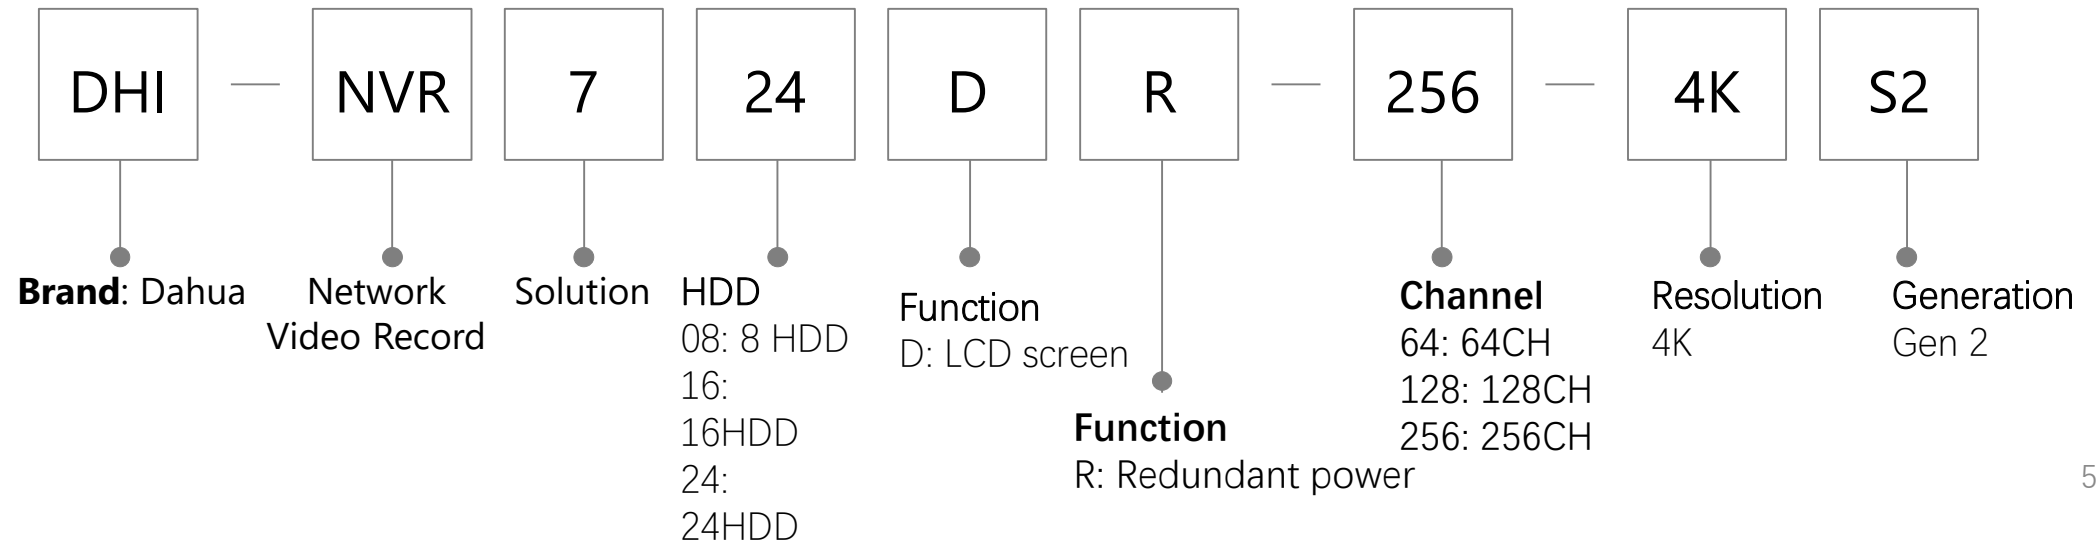 DHI — NVR 7 24 D R — 256 — 4K S2
Brand: Dahua
Network
Video Record
Solution
HDD
08: 8 HDD
16:
16HDD
24:
24HDD
Function
D: LCD screen
Function
R: Redundant power
Channel
64: 64CH
128: 128CH
256: 256CH
Resolution
4K
Generation
Gen 2
5